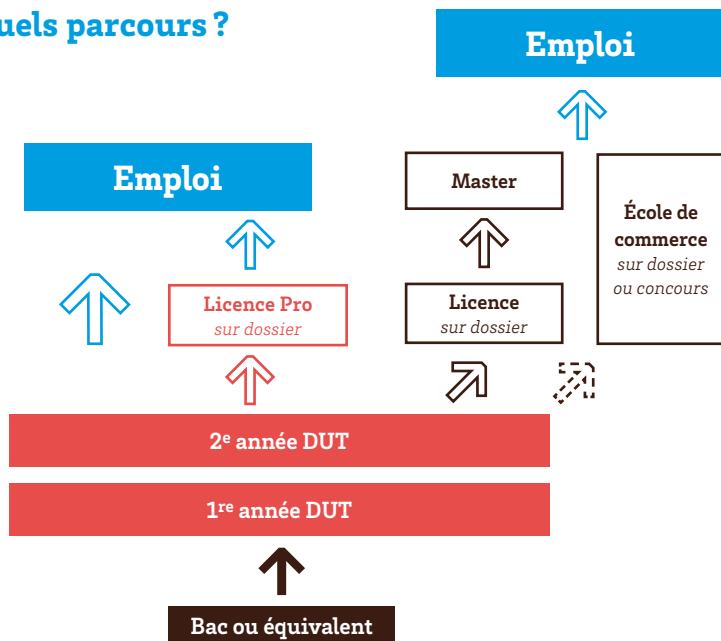 uels parcours ?
Emploi
Emploi
Master
École de
commerce
sur dossier
ou concours
Licence Pro
sur dossier
Licence
sur dossier
2e année DUT
1re année DUT
Bac ou équivalent